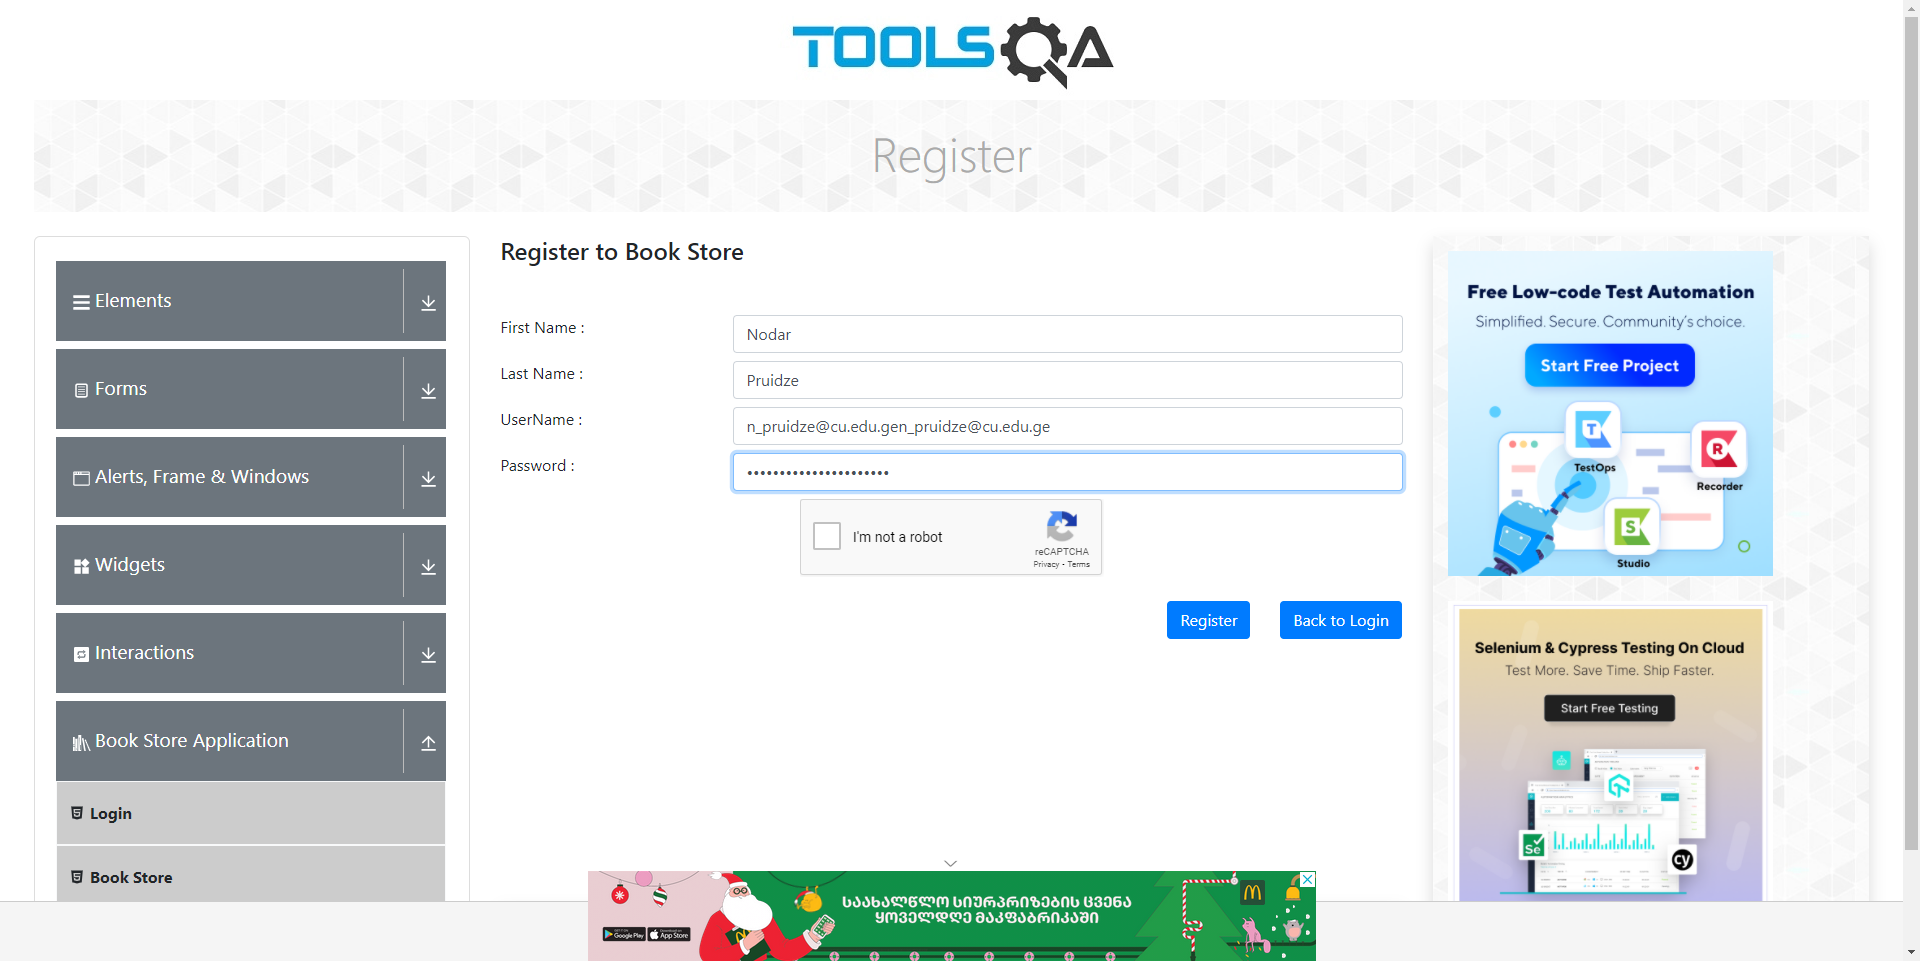 TOOLSQA
Register
Elements
Forms
Alerts, Frame & Windows
Widgets
Interactions
Book Store Application
Login
Book Store
Register to Book Store
First Name :
Nodar
Last Name :
Pruidze
UserName :
n_pruidze@cu.edu.gen_pruidze@cu.edu.ge
Password :
••••••••••••••••••••••
I'm not a robot
reCAPTCHA
Privacy - Terms
Register
Back to Login
Free Low-code Test Automation
Simplified. Secure. Community's choice.
Start Free Project
T
TestOps
R
Recorder
S
Studio
Selenium & Cypress Testing On Cloud
Test More. Save Time. Ship Faster.
Start Free Testing
Se
cy
საახალწლო სიურპრიზების ცვენა
ყოველდღე მაკფაბრიკაში
Google Play
App Store